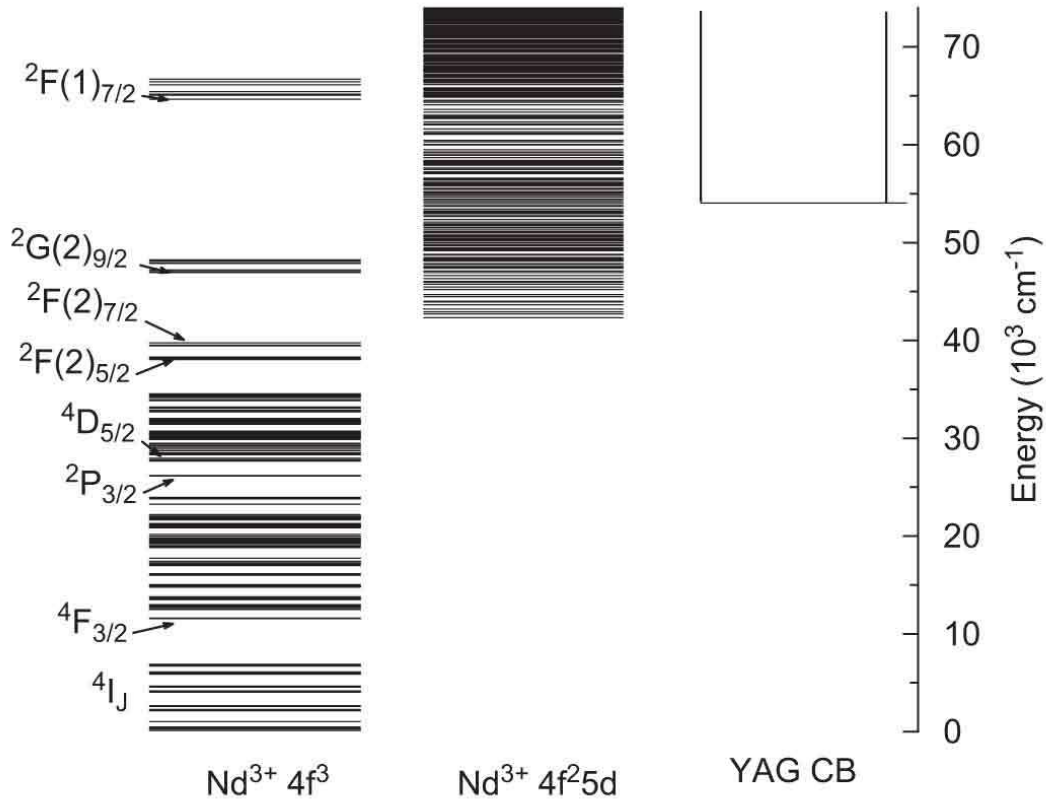 ²F(1)₇/₂
²G(2)₉/₂
²F(2)₇/₂
²F(2)₅/₂
⁴D₅/₂
²P₃/₂
⁴F₃/₂
⁴I_J
Nd³⁺ 4f³
Nd³⁺ 4f²5d
YAG CB
70
60
50
40
30
20
10
0
Energy (10³ cm⁻¹)